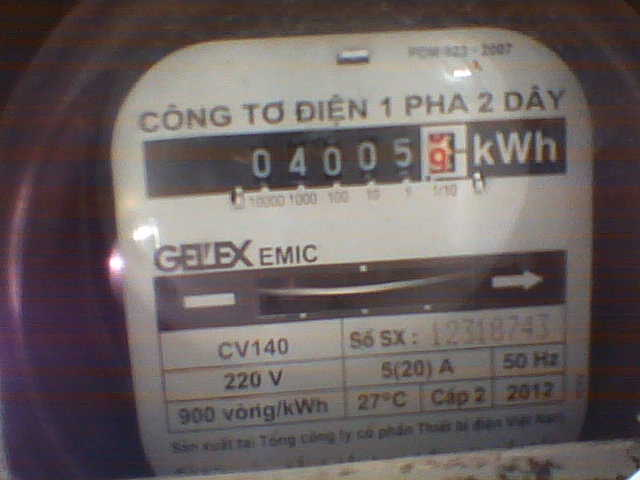 PDM 023 - 2007
CÔNG TƠ ĐIỆN 1 PHA 2 DÂY
0 4 0 0 5 9 kWh
10000 1000 100 10 1 1/10
GELEX EMIC
CV140
Số SX : 12318743
220 V
5(20) A
50 Hz
900 vòng/kWh
27°C
Cấp 2
2012
Sản xuất tại Tổng công ty cổ phần Thiết bị điện Việt Nam